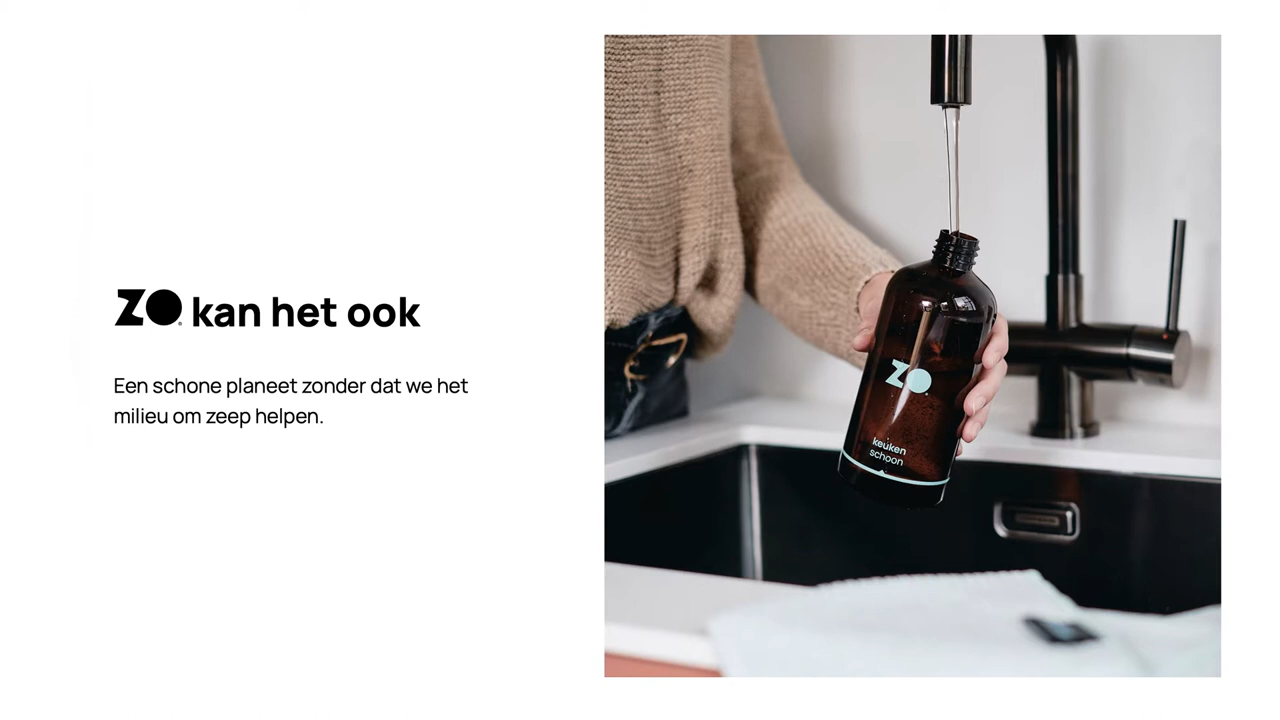 ZO kan het ook
Een schone planeet zonder dat we het
milieu om zeep helpen.
ZO
keuken
schoon